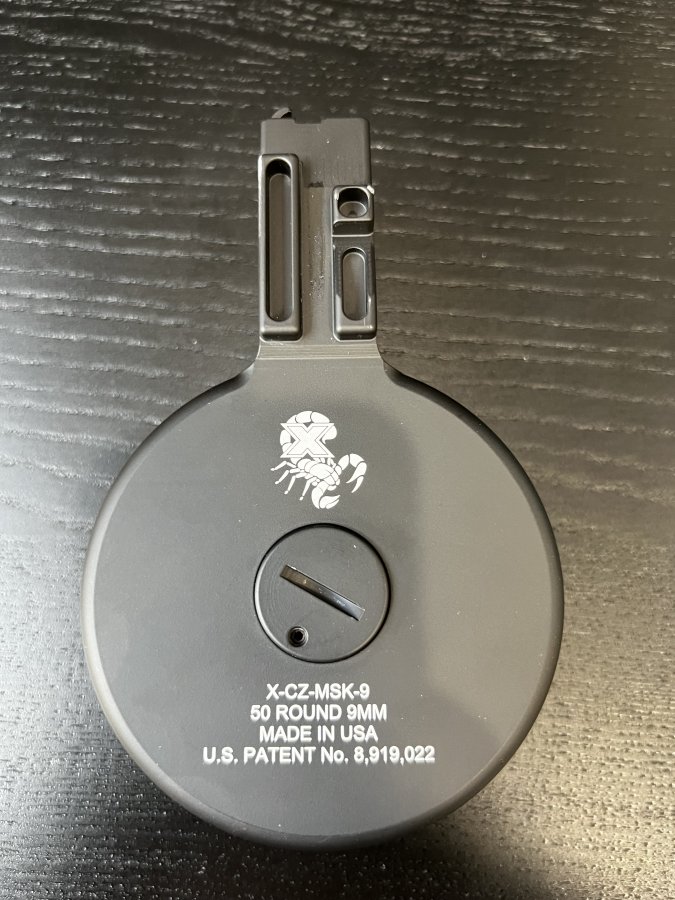 X
X-CZ-MSK-9
50 ROUND 9MM
MADE IN USA
U.S. PATENT No. 8,919,022